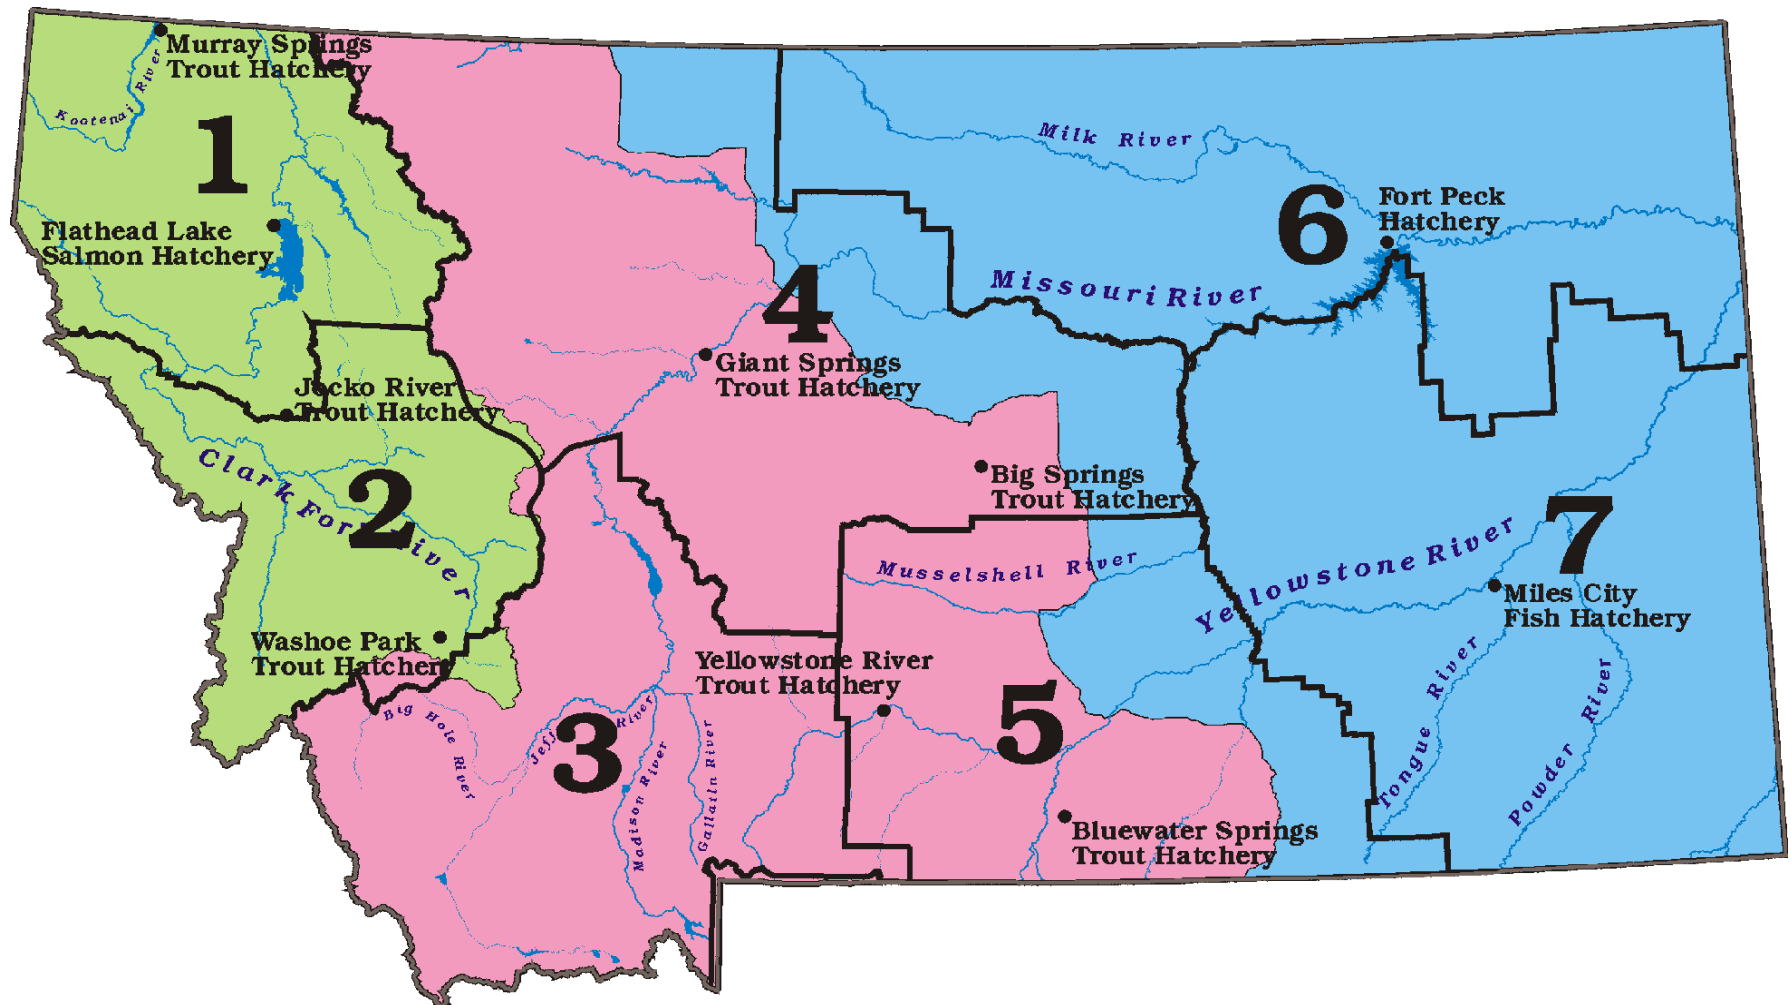 Murray Springs
Trout Hatchery
Kootenai River
1
Flathead Lake
Salmon Hatchery
Milk River
6
Fort Peck
Hatchery
Missouri River
4
Giant Springs
Trout Hatchery
Jocko River
Trout Hatchery
Clark Fork River
2
Big Springs
Trout Hatchery
Musselshell River
Yellowstone River
7
Miles City
Fish Hatchery
Washoe Park
Trout Hatchery
Yellowstone River
Trout Hatchery
Big Hole River
Jeff River
3
Madison River
Gallatin River
5
Tongue River
Powder River
Bluewater Springs
Trout Hatchery